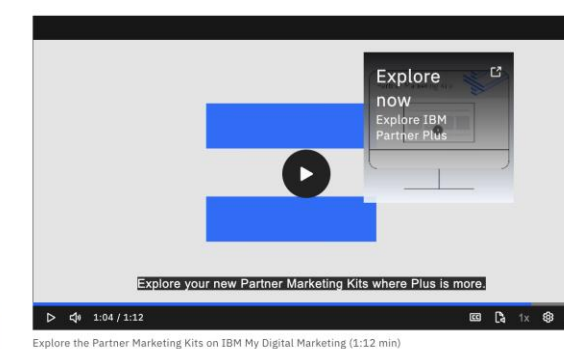 Explore
now
Explore IBM
Partner Plus
Explore your new Partner Marketing Kits where Plus is more.
1:04 / 1:12
CC
1x
Explore the Partner Marketing Kits on IBM My Digital Marketing (1:12 min)